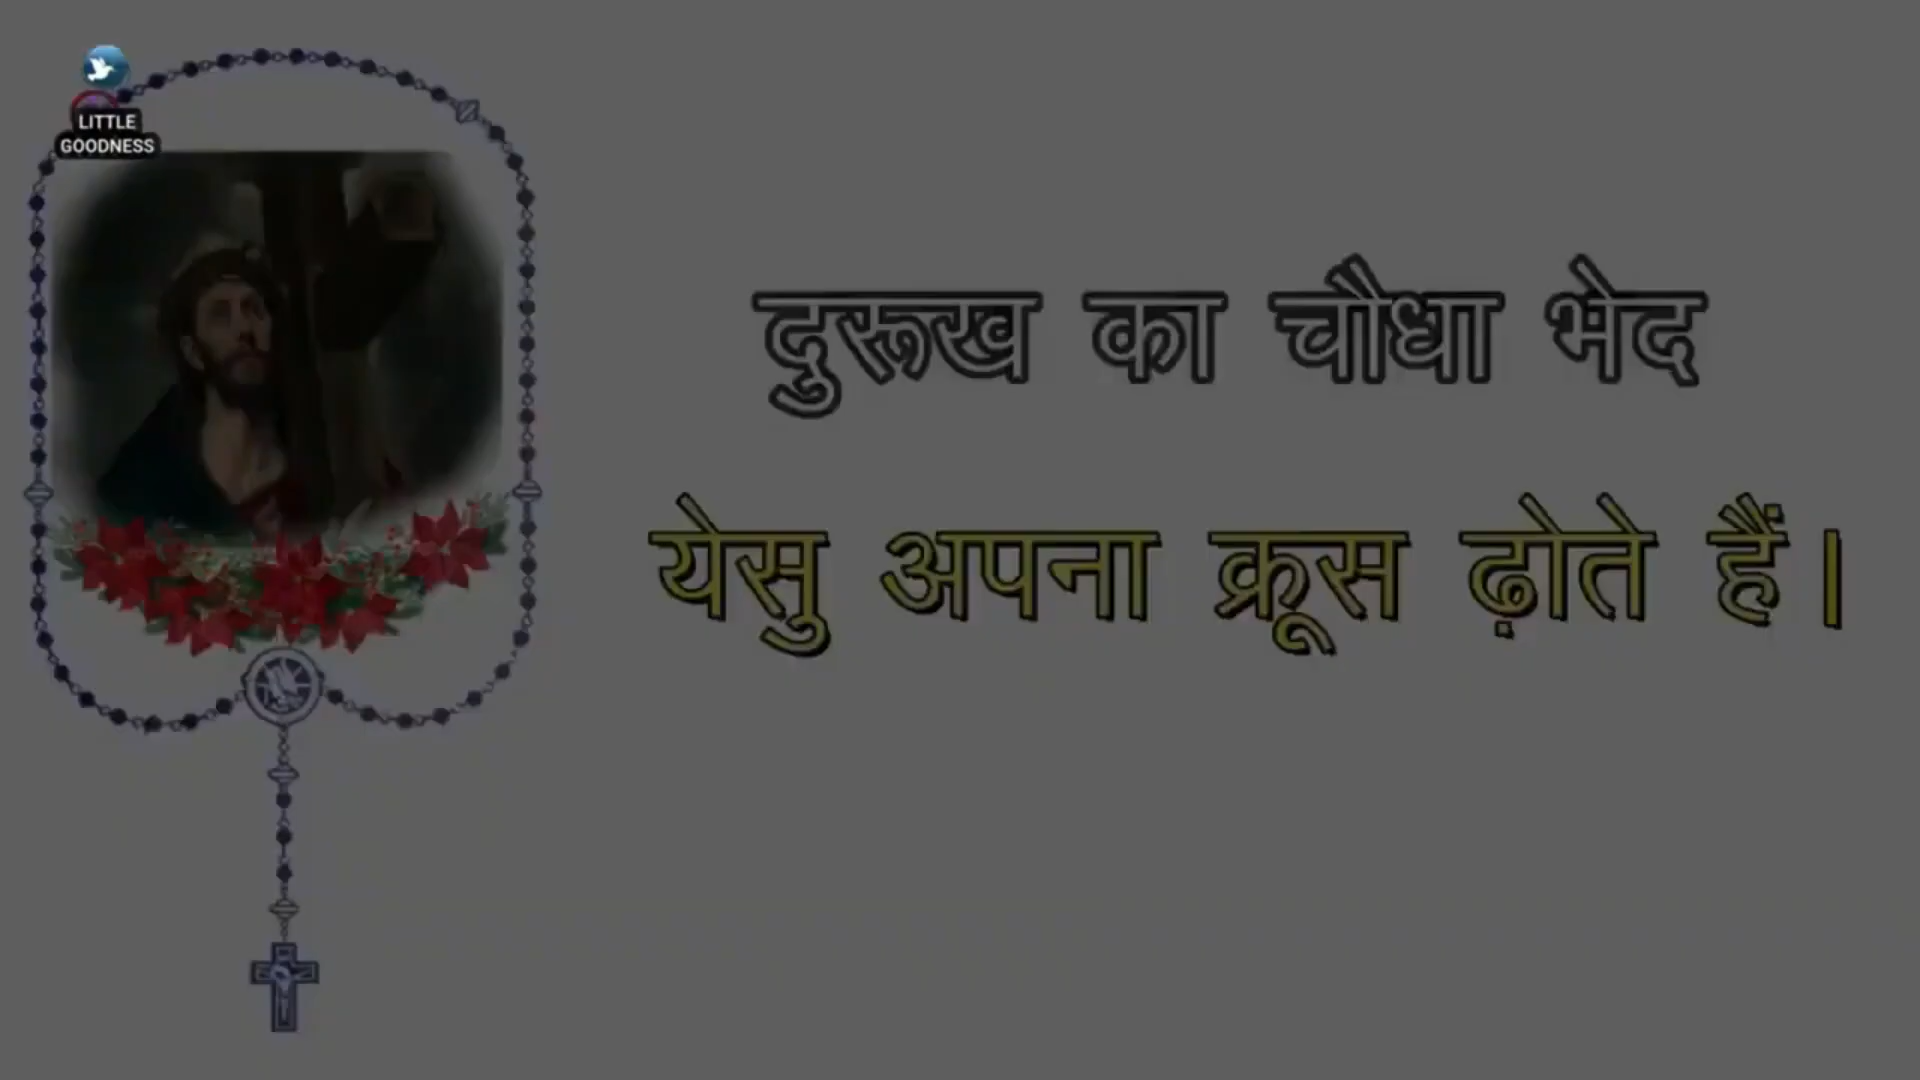 LITTLE
GOODNESS
दुरूख का चौधा भेद
येसु अपना क्रूस ढ़ोते हैं।